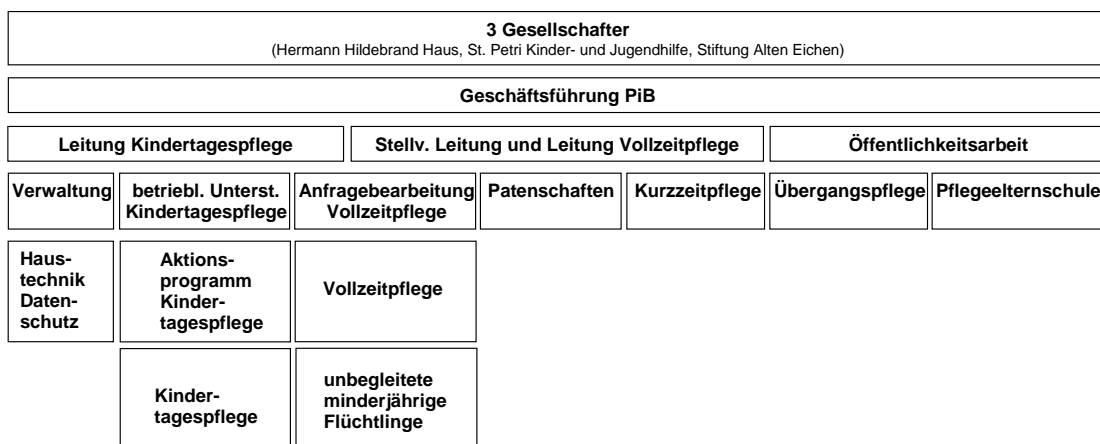 3 Gesellschafter
(Hermann Hildebrand Haus, St. Petri Kinder- und Jugendhilfe, Stiftung Alten Eichen)
Geschäftsführung PiB
Leitung Kindertagespflege
Stellv. Leitung und Leitung Vollzeitpflege
Öffentlichkeitsarbeit
Verwaltung
betriebl. Unterst.
Kindertagespflege
Anfragebearbeitung
Vollzeitpflege
Patenschaften
Kurzzeitpflege
Übergangspflege
Pflegeelternschule
Haus-
technik
Daten-
schutz
Aktions-
programm
Kinder-
tagespflege
Vollzeitpflege
Kinder-
tagespflege
unbegleitete
minderjährige
Flüchtlinge